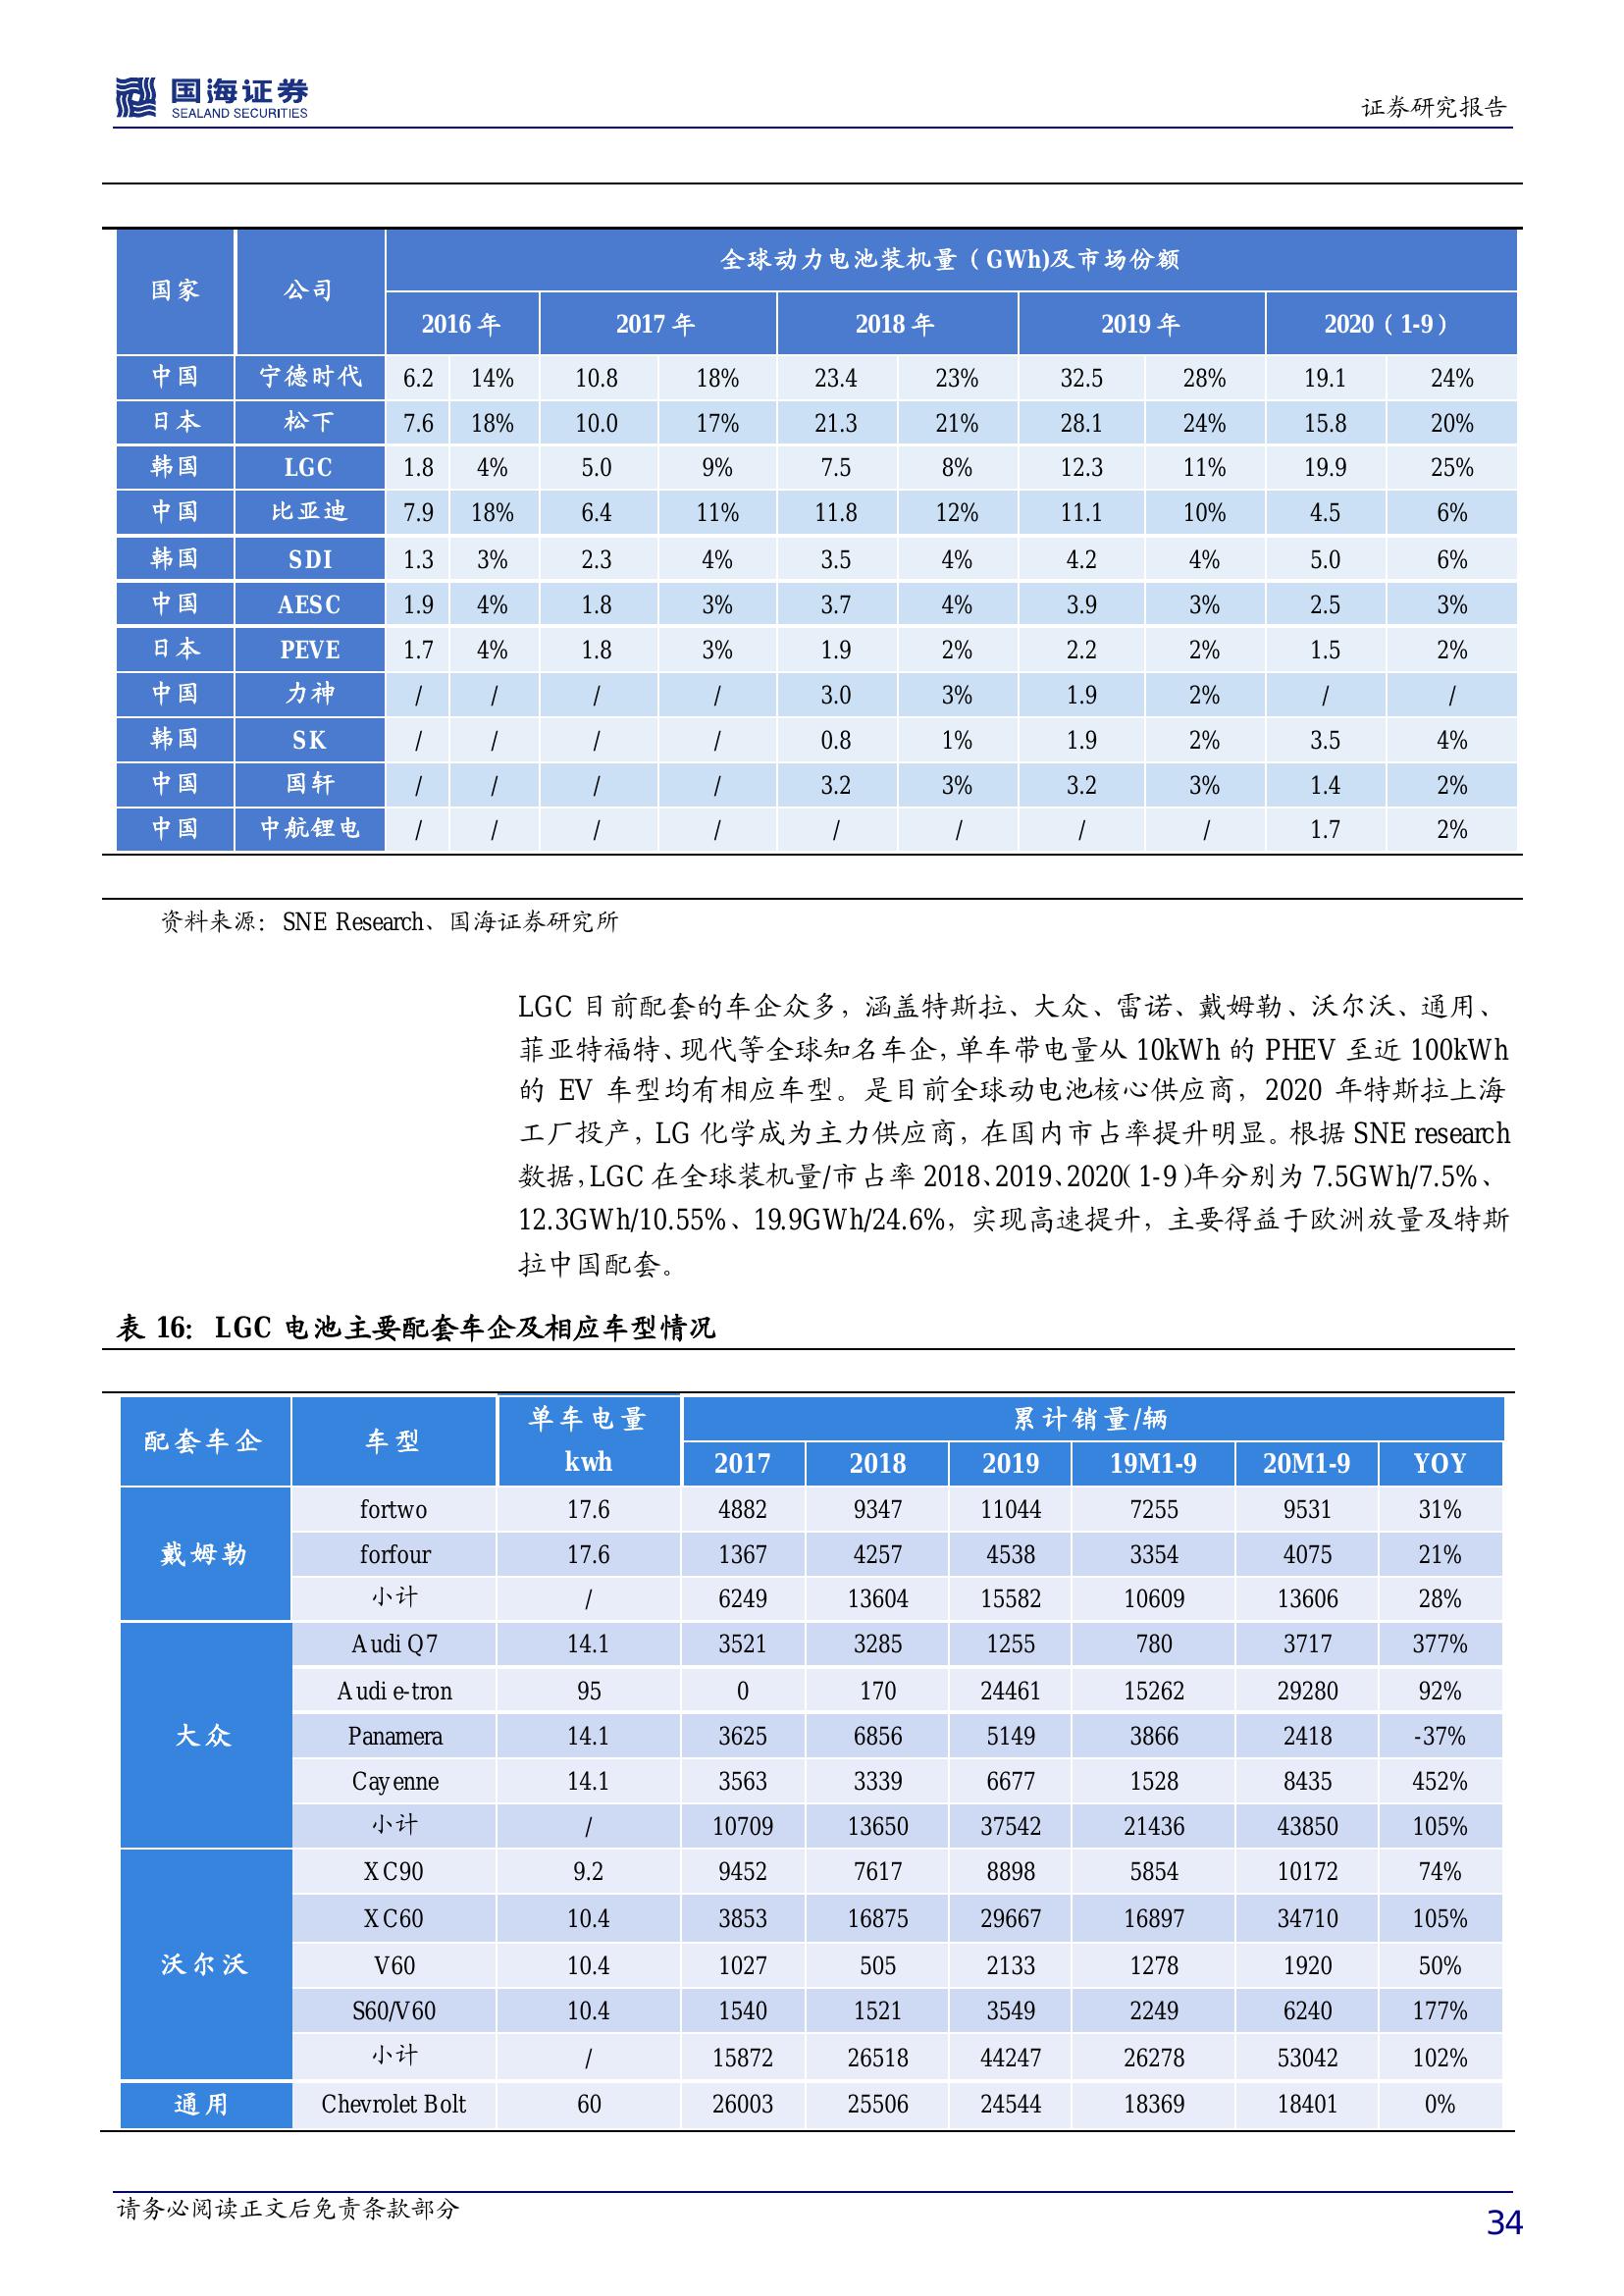 国海证券
SEALAND SECURITIES
证券研究报告
国家 公司 全球动力电池装机量（GWh)及市场份额
2016 年 2017 年 2018 年 2019 年 2020（1-9）
中国 宁德时代 6.2 14% 10.8 18% 23.4 23% 32.5 28% 19.1 24%
日本 松下 7.6 18% 10.0 17% 21.3 21% 28.1 24% 15.8 20%
韩国 LGC 1.8 4% 5.0 9% 7.5 8% 12.3 11% 19.9 25%
中国 比亚迪 7.9 18% 6.4 11% 11.8 12% 11.1 10% 4.5 6%
韩国 SDI 1.3 3% 2.3 4% 3.5 4% 4.2 4% 5.0 6%
中国 AESC 1.9 4% 1.8 3% 3.7 4% 3.9 3% 2.5 3%
日本 PEVE 1.7 4% 1.8 3% 1.9 2% 2.2 2% 1.5 2%
中国 力神 / / / / 3.0 3% 1.9 2% / /
韩国 SK / / / / 0.8 1% 1.9 2% 3.5 4%
中国 国轩 / / / / 3.2 3% 3.2 3% 1.4 2%
中国 中航锂电 / / / / / / / / 1.7 2%
资料来源：SNE Research、国海证券研究所
LGC 目前配套的车企众多，涵盖特斯拉、大众、雷诺、戴姆勒、沃尔沃、通用、
菲亚特福特、现代等全球知名车企，单车带电量从 10kWh 的 PHEV 至近 100kWh
的 EV 车型均有相应车型。是目前全球动电池核心供应商，2020 年特斯拉上海
工厂投产，LG 化学成为主力供应商，在国内市占率提升明显。根据 SNE research
数据，LGC 在全球装机量/市占率 2018、2019、2020（1-9）年分别为 7.5GWh/7.5%、
12.3GWh/10.55%、19.9GWh/24.6%，实现高速提升，主要得益于欧洲放量及特斯
拉中国配套。
表 16：LGC 电池主要配套车企及相应车型情况
配套车企 车型 单车电量 累计销量/辆
kwh 2017 2018 2019 19M1-9 20M1-9 YOY
fortwo 17.6 4882 9347 11044 7255 9531 31%
戴姆勒 forfour 17.6 1367 4257 4538 3354 4075 21%
小计 / 6249 13604 15582 10609 13606 28%
Audi Q7 14.1 3521 3285 1255 780 3717 377%
Audi e-tron 95 0 170 24461 15262 29280 92%
大众 Panamera 14.1 3625 6856 5149 3866 2418 -37%
Cayenne 14.1 3563 3339 6677 1528 8435 452%
小计 / 10709 13650 37542 21436 43850 105%
XC90 9.2 9452 7617 8898 5854 10172 74%
XC60 10.4 3853 16875 29667 16897 34710 105%
沃尔沃 V60 10.4 1027 505 2133 1278 1920 50%
S60/V60 10.4 1540 1521 3549 2249 6240 177%
小计 / 15872 26518 44247 26278 53042 102%
通用 Chevrolet Bolt 60 26003 25506 24544 18369 18401 0%
请务必阅读正文后免责条款部分
34